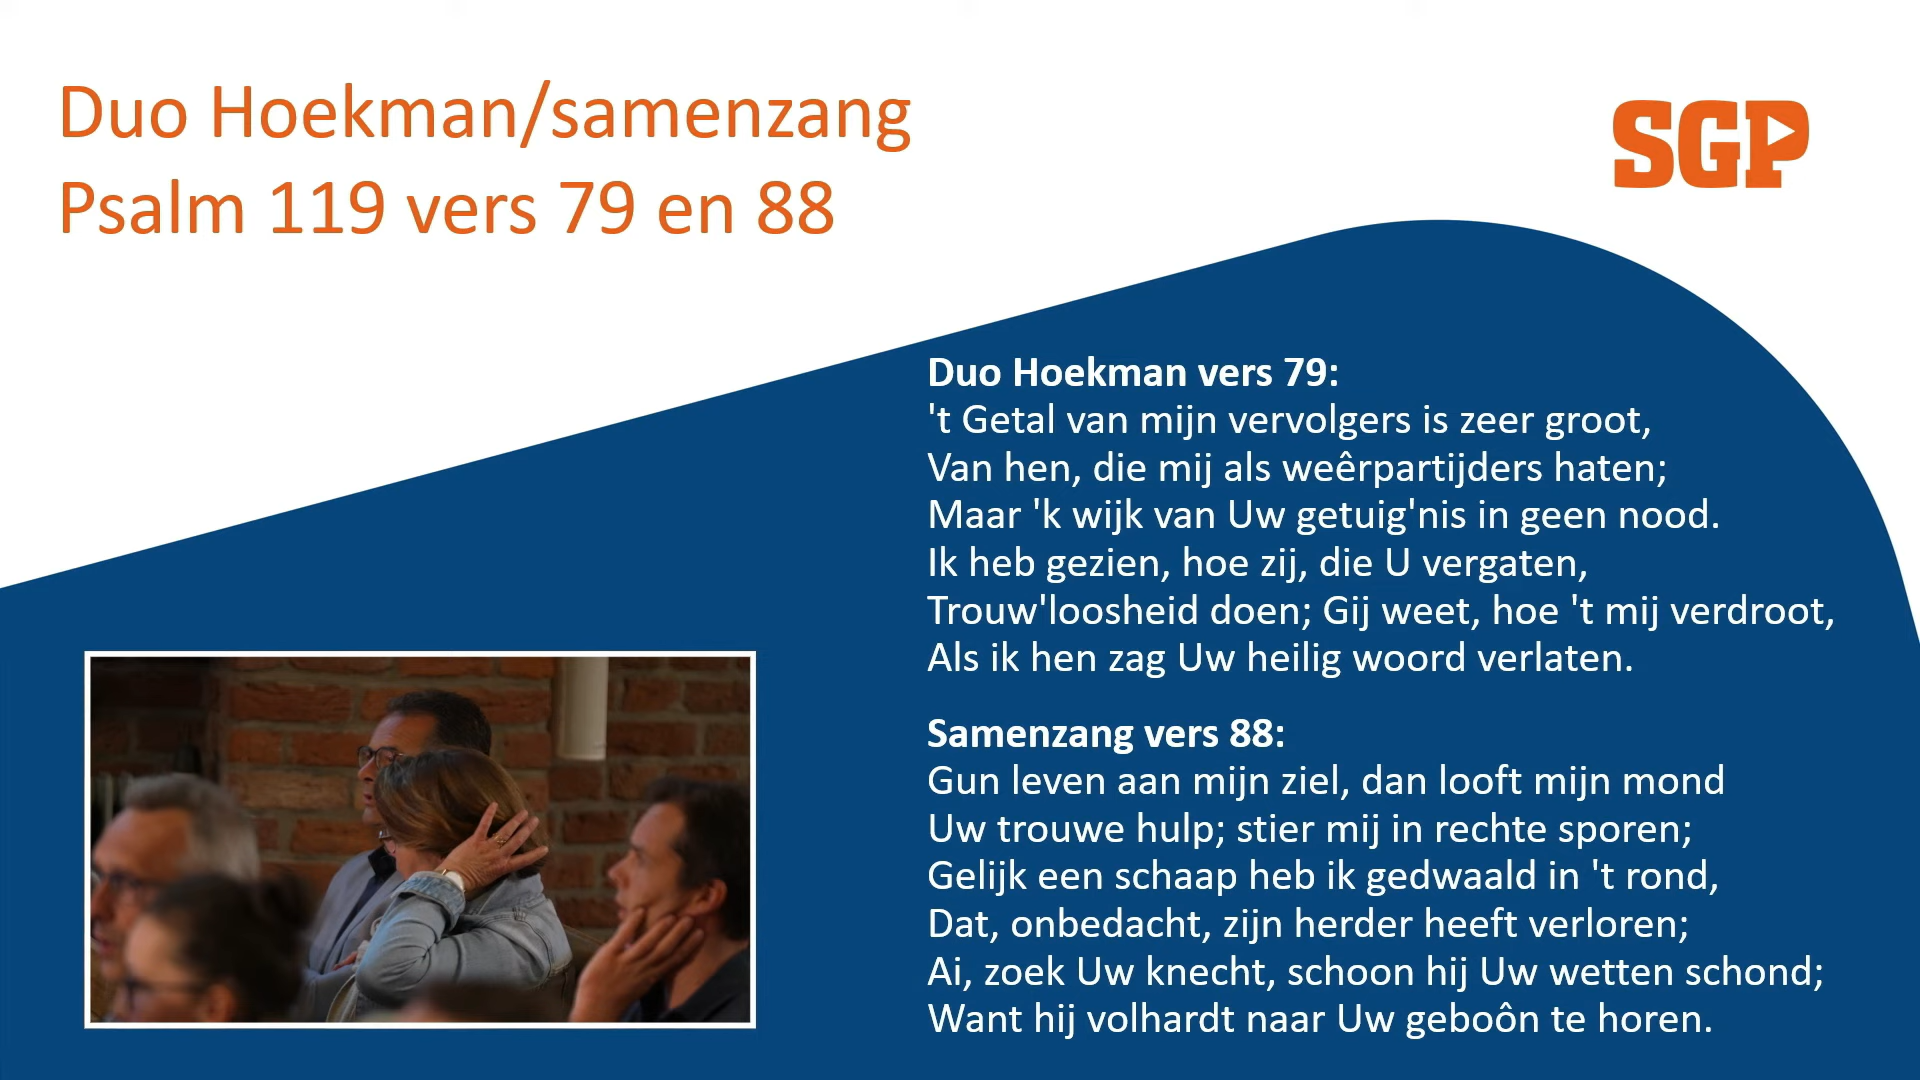 Duo Hoekman/samenzang
Psalm 119 vers 79 en 88
SGP
Duo Hoekman vers 79:
't Getal van mijn vervolgers is zeer groot,
Van hen, die mij als weêrpartijders haten;
Maar 'k wijk van Uw getuig'nis in geen nood.
Ik heb gezien, hoe zij, die U vergaten,
Trouw'loosheid doen; Gij weet, hoe 't mij verdroot,
Als ik hen zag Uw heilig woord verlaten.
Samenzang vers 88:
Gun leven aan mijn ziel, dan looft mijn mond
Uw trouwe hulp; stier mij in rechte sporen;
Gelijk een schaap heb ik gedwaald in 't rond,
Dat, onbedacht, zijn herder heeft verloren;
Ai, zoek Uw knecht, schoon hij Uw wetten schond;
Want hij volhardt naar Uw geboôn te horen.